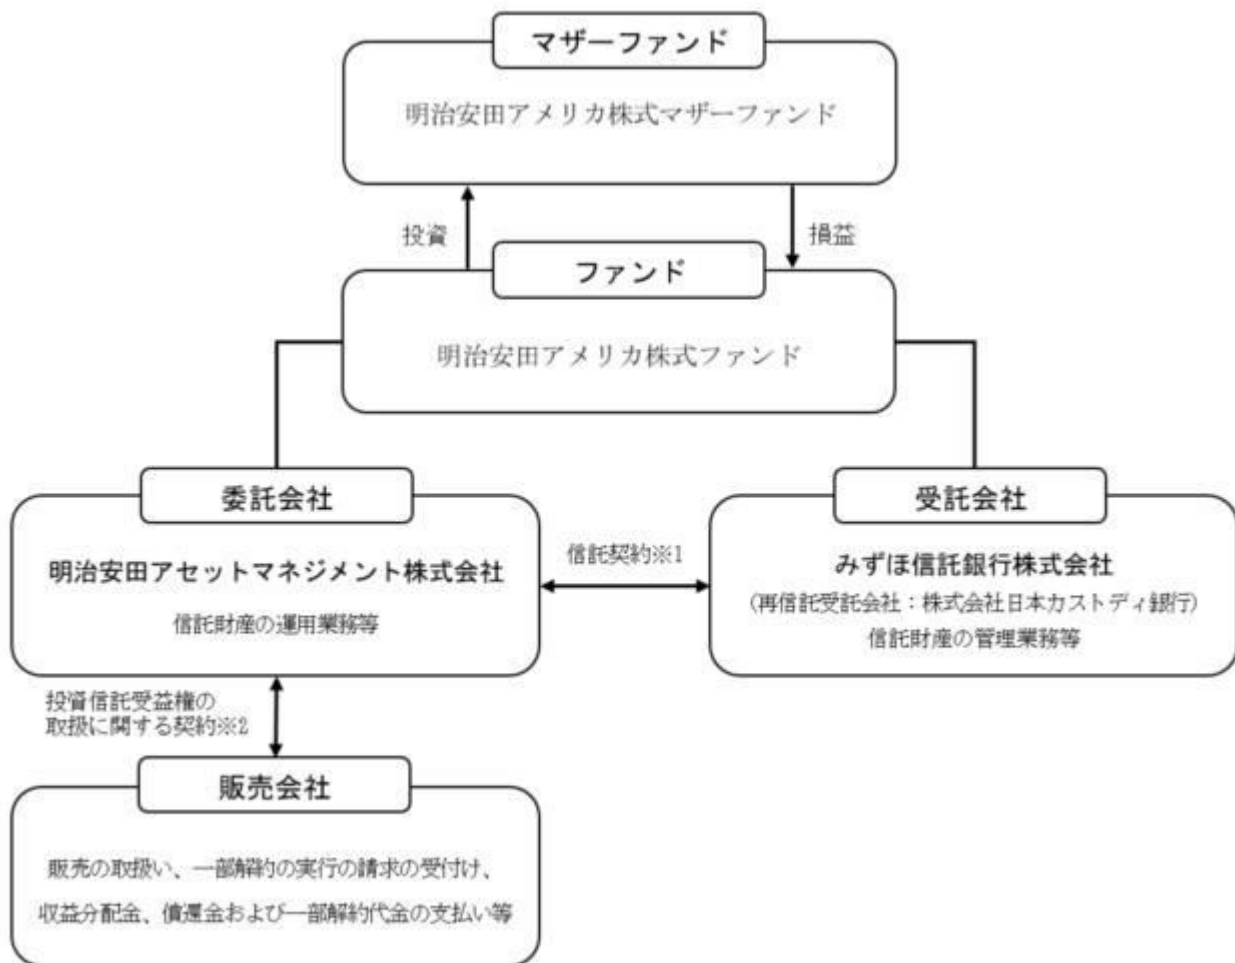 マザーファンド
明治安田アメリカ株式マザーファンド
投資
損益
ファンド
明治安田アメリカ株式ファンド
委託会社
明治安田アセットマネジメント株式会社
信託財産の運用業務等
信託契約※1
受託会社
みずほ信託銀行株式会社
(再信託受託会社：株式会社日本カストディ銀行)
信託財産の管理業務等
投資信託受益権の
取扱に関する契約※2
販売会社
販売の取扱い、一部解約の実行の請求の受付け、
収益分配金、償還金および一部解約代金の支払い等